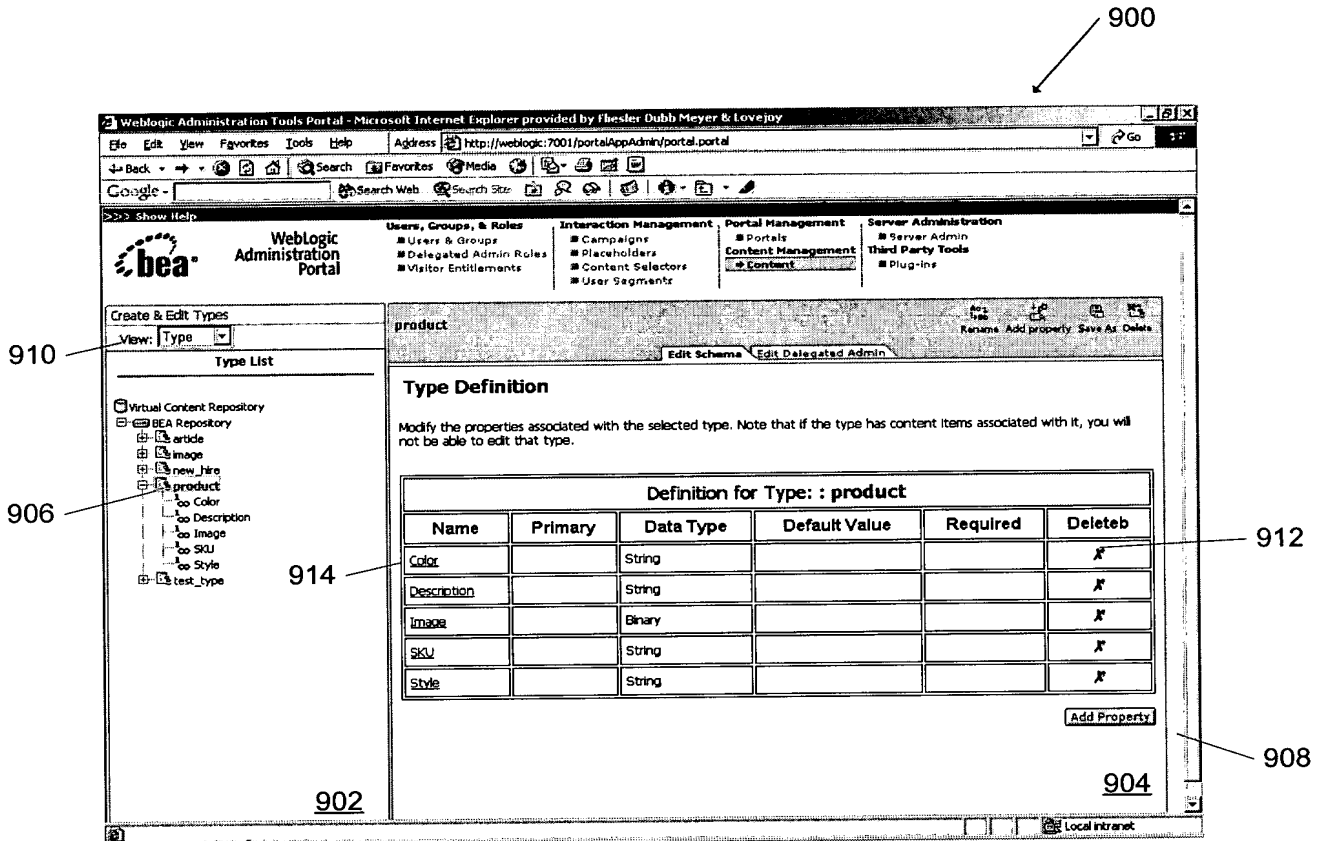 900
Weblogic Administration Tools Portal - Microsoft Internet Explorer provided by Fliesler Dubb Meyer & Lovejoy
File Edit View Favorites Tools Help Address http://weblogic:7001/portalAppAdmin/portal.portal Go
Back Search Favorites Media
Google - Search Web Search Site
>>> Show Help
bea WebLogic Administration Portal
Users, Groups, & Roles
Users & Groups
Delegated Admin Roles
Visitor Entitlements
Interaction Management
Campaigns
Placeholders
Content Selectors
User Segments
Portal Management
Portals
Content Management
Content
Server Administration
Server Admin
Third Party Tools
Plug-ins
Create & Edit Types
View: Type
910
Type List
Virtual Content Repository
BEA Repository
article
image
new_hire
product
Color
Description
Image
SKU
Style
test_type
906
902
product
Rename Add property Save As Delete
Edit Schema Edit Delegated Admin
Type Definition
Modify the properties associated with the selected type. Note that if the type has content items associated with it, you will
not be able to edit that type.
Definition for Type: : product
Name Primary Data Type Default Value Required Deleteb
Color String X
Description String X
Image Binary X
SKU String X
Style String X
912
914
Add Property
908
904
Local intranet